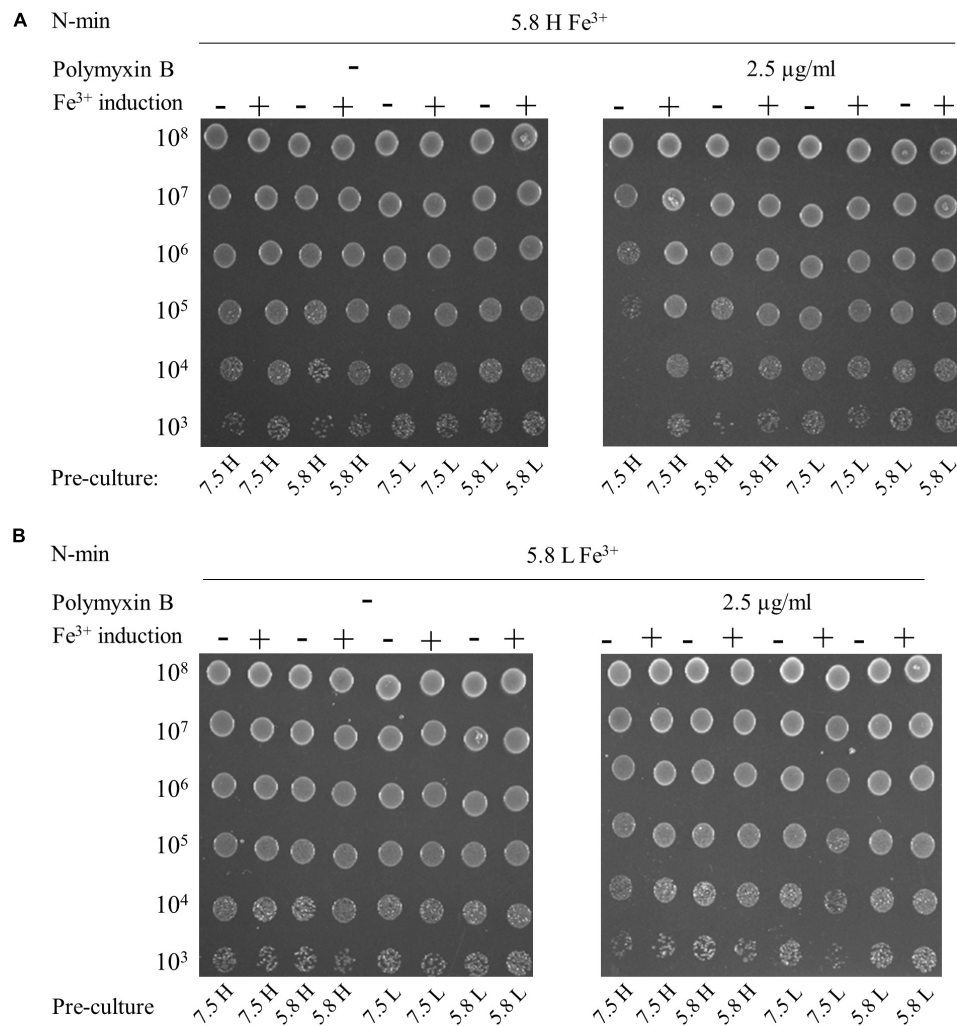 A
N-min 5.8 H Fe³⁺
Polymyxin B - 2.5 µg/ml
Fe³⁺ induction - + - + - + - + - + - + - + - +
10⁸
10⁷
10⁶
10⁵
10⁴
10³
Pre-culture: 7.5 H 7.5 H 5.8 H 5.8 H 7.5 L 7.5 L 5.8 L 5.8 L 7.5 H 7.5 H 5.8 H 5.8 H 7.5 L 7.5 L 5.8 L 5.8 L
B
N-min 5.8 L Fe³⁺
Polymyxin B - 2.5 µg/ml
Fe³⁺ induction - + - + - + - + - + - + - + - +
10⁸
10⁷
10⁶
10⁵
10⁴
10³
Pre-culture 7.5 H 7.5 H 5.8 H 5.8 H 7.5 L 7.5 L 5.8 L 5.8 L 7.5 H 7.5 H 5.8 H 5.8 H 7.5 L 7.5 L 5.8 L 5.8 L